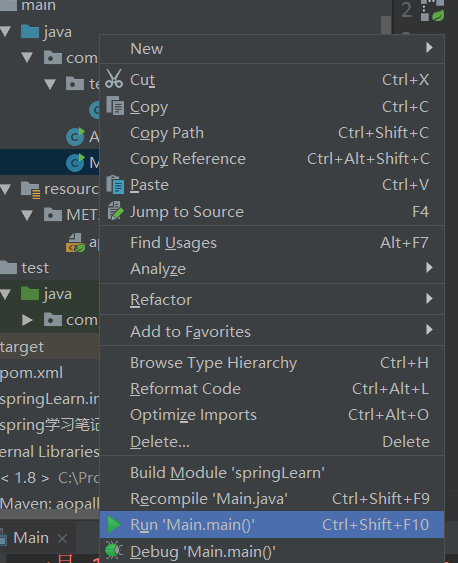 main
2
java
com
New
te
Cut Ctrl+X
Copy Ctrl+C
Copy Path Ctrl+Shift+C
A
Copy Reference Ctrl+Alt+Shift+C
M
Paste Ctrl+V
resourc
Jump to Source F4
META
Find Usages Alt+F7
ap
Analyze
test
Refactor
java
com
Add to Favorites
target
Browse Type Hierarchy Ctrl+H
pom.xml
Reformat Code Ctrl+Alt+L
springLearn.im
Optimize Imports Ctrl+Alt+O
spring学习笔记
Delete... Delete
ernal Libraries
Build Module 'springLearn'
< 1.8 > C:\Pro
Recompile 'Main.java' Ctrl+Shift+F9
Maven: aopall
Run 'Main.main()' Ctrl+Shift+F10
Main
Debug 'Main.main()'